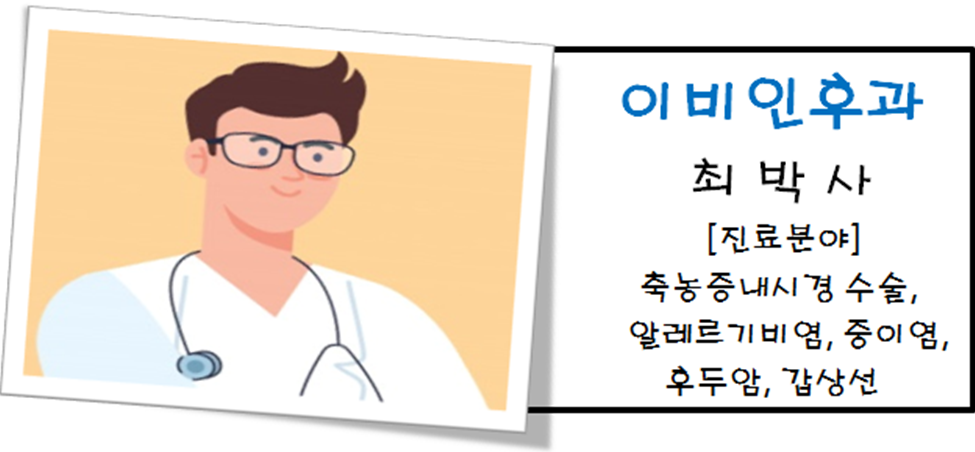 이비인후과
최 박 사
[진료분야]
축농증내시경 수술,
알레르기비염, 중이염,
후두암, 갑상선